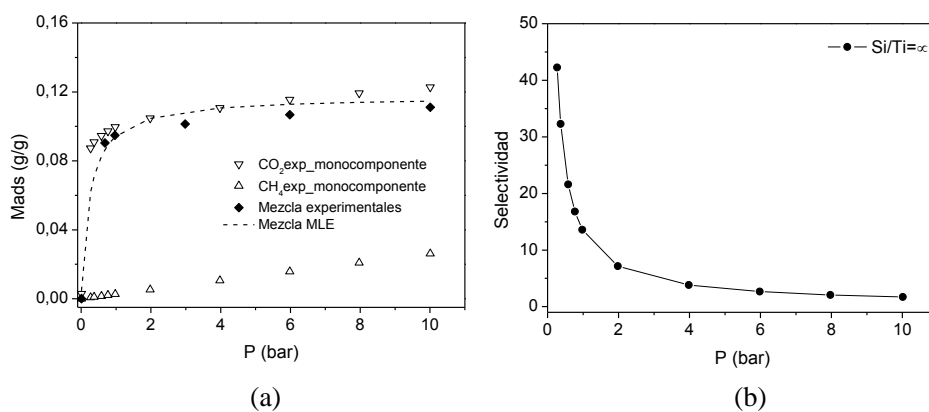 0,16
0,12
0,08
0,04
0,00
Mads (g/g)
CO2exp_monocomponente
CH4exp_monocomponente
Mezcla experimentales
Mezcla MLE
0 2 4 6 8 10
P (bar)
(a)
50
40
30
20
10
0
Selectividad
Si/Ti=∝
0 2 4 6 8 10
P (bar)
(b)